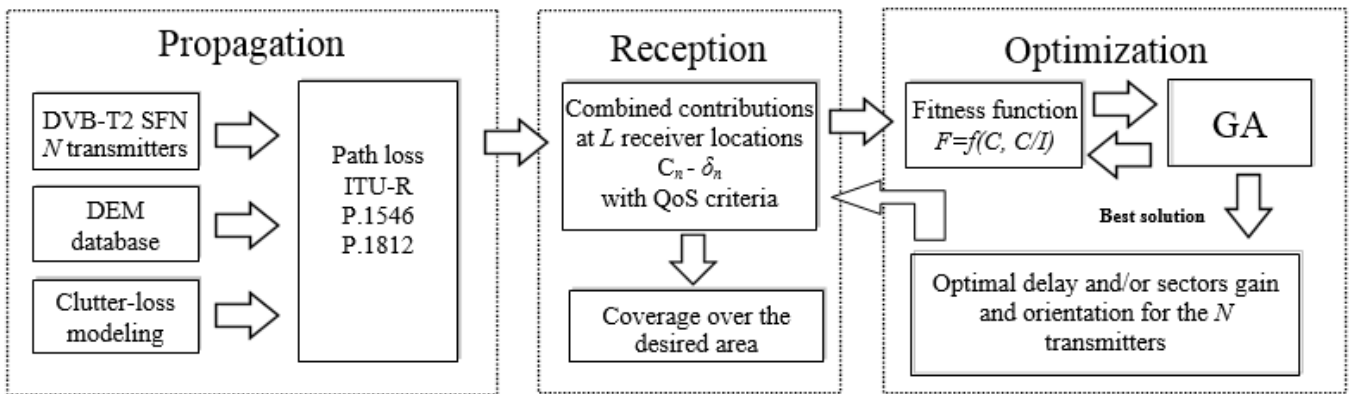 Propagation
DVB-T2 SFN
N transmitters
DEM
database
Clutter-loss
modeling
Path loss
ITU-R
P.1546
P.1812
Reception
Combined contributions
at L receiver locations
Cn - δn
with QoS criteria
Coverage over the
desired area
Optimization
Fitness function
F=f(C, C/I)
GA
Best solution
Optimal delay and/or sectors gain
and orientation for the N
transmitters